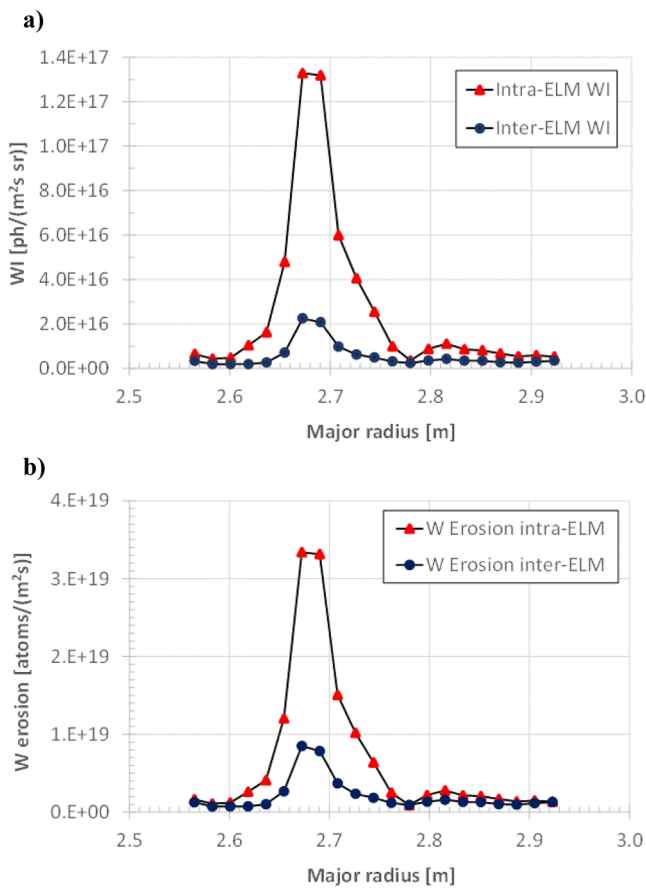 a)
1.4E+17
1.2E+17
1.0E+17
8.0E+16
6.0E+16
4.0E+16
2.0E+16
0.0E+00
WI [ph/(m²s sr)]
Intra-ELM WI
Inter-ELM WI
2.5 2.6 2.7 2.8 2.9 3.0
Major radius [m]
b)
4.E+19
3.E+19
2.E+19
1.E+19
0.E+00
W erosion [atoms/(m²s)]
W Erosion intra-ELM
W Erosion inter-ELM
2.5 2.6 2.7 2.8 2.9 3.0
Major radius [m]